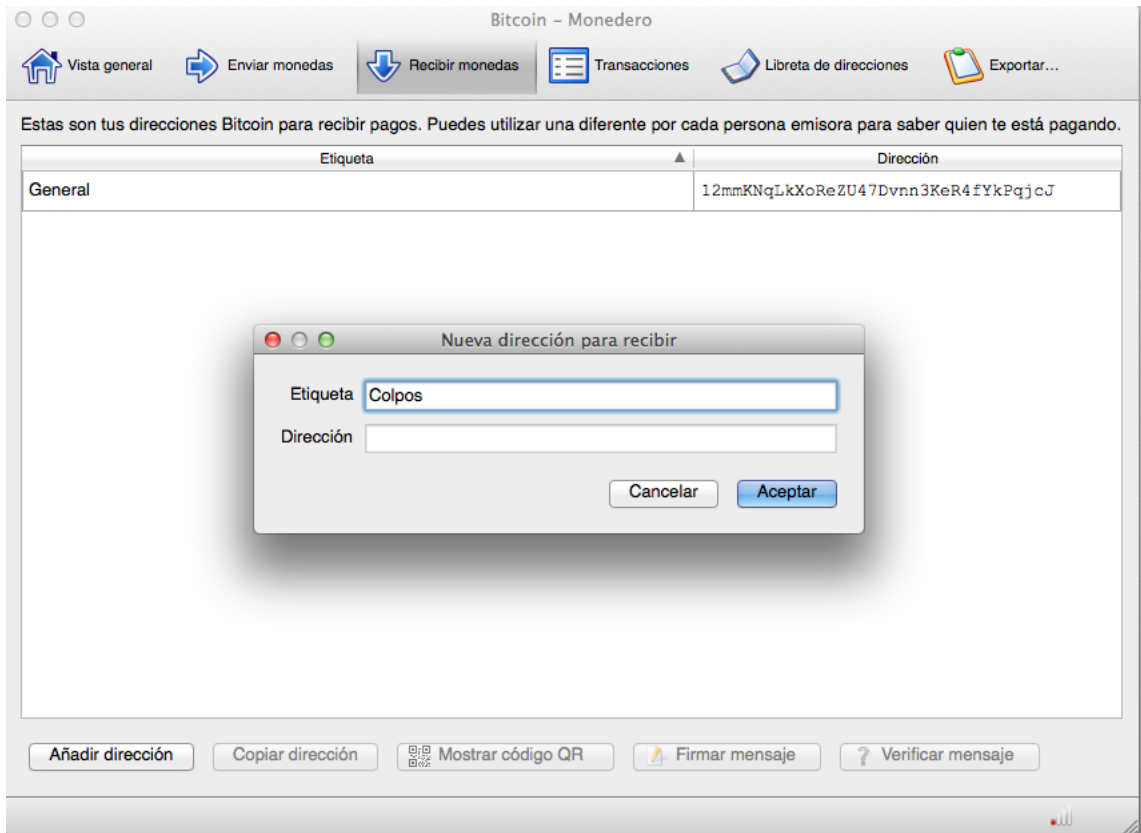 Bitcoin – Monedero
Vista general Enviar monedas Recibir monedas Transacciones Libreta de direcciones Exportar...
Estas son tus direcciones Bitcoin para recibir pagos. Puedes utilizar una diferente por cada persona emisora para saber quien te está pagando.
Etiqueta Dirección
General 12mmKNqLkXoReZU47Dvnn3KeR4fYkPqjcJ
Nueva dirección para recibir
Etiqueta Colpos
Dirección
Cancelar Aceptar
Añadir dirección Copiar dirección Mostrar código QR Firmar mensaje Verificar mensaje